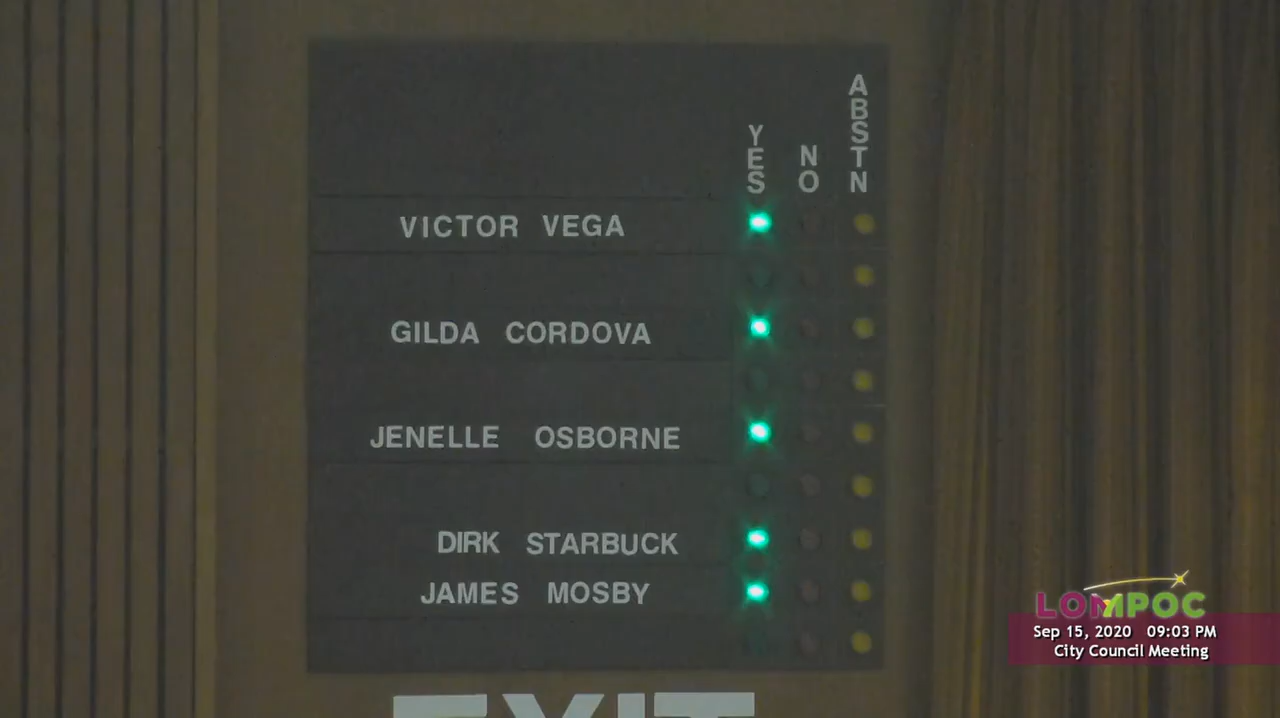 YES NO ABSTN
VICTOR VEGA
GILDA CORDOVA
JENELLE OSBORNE
DIRK STARBUCK
JAMES MOSBY
EXIT
LOMPOC
Sep 15, 2020 09:03 PM
City Council Meeting